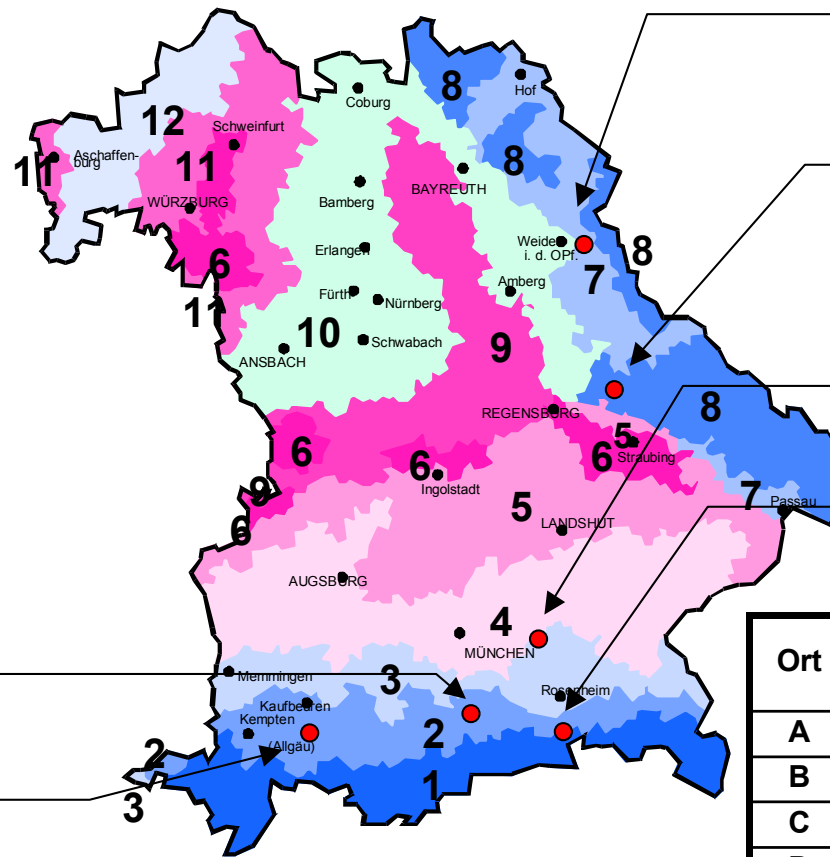 8
Hof
Coburg
12
Schweinfurt
11
11
Aschaffen-
burg
8
BAYREUTH
WÜRZBURG
Bamberg
Erlangen
Weiden
i. d. OPf.
8
6
7
Amberg
Fürth
Nürnberg
11
10
Schwabach
9
ANSBACH
REGENSBURG
8
5
6
6
6
Straubing
Ingolstadt
9
5
7
Passau
6
LANDSHUT
AUGSBURG
4
MÜNCHEN
Ort
Memmingen
3
Rosenheim
Kaufbeuren
Kempten
(Allgäu)
2
A
2
1
B
3
C